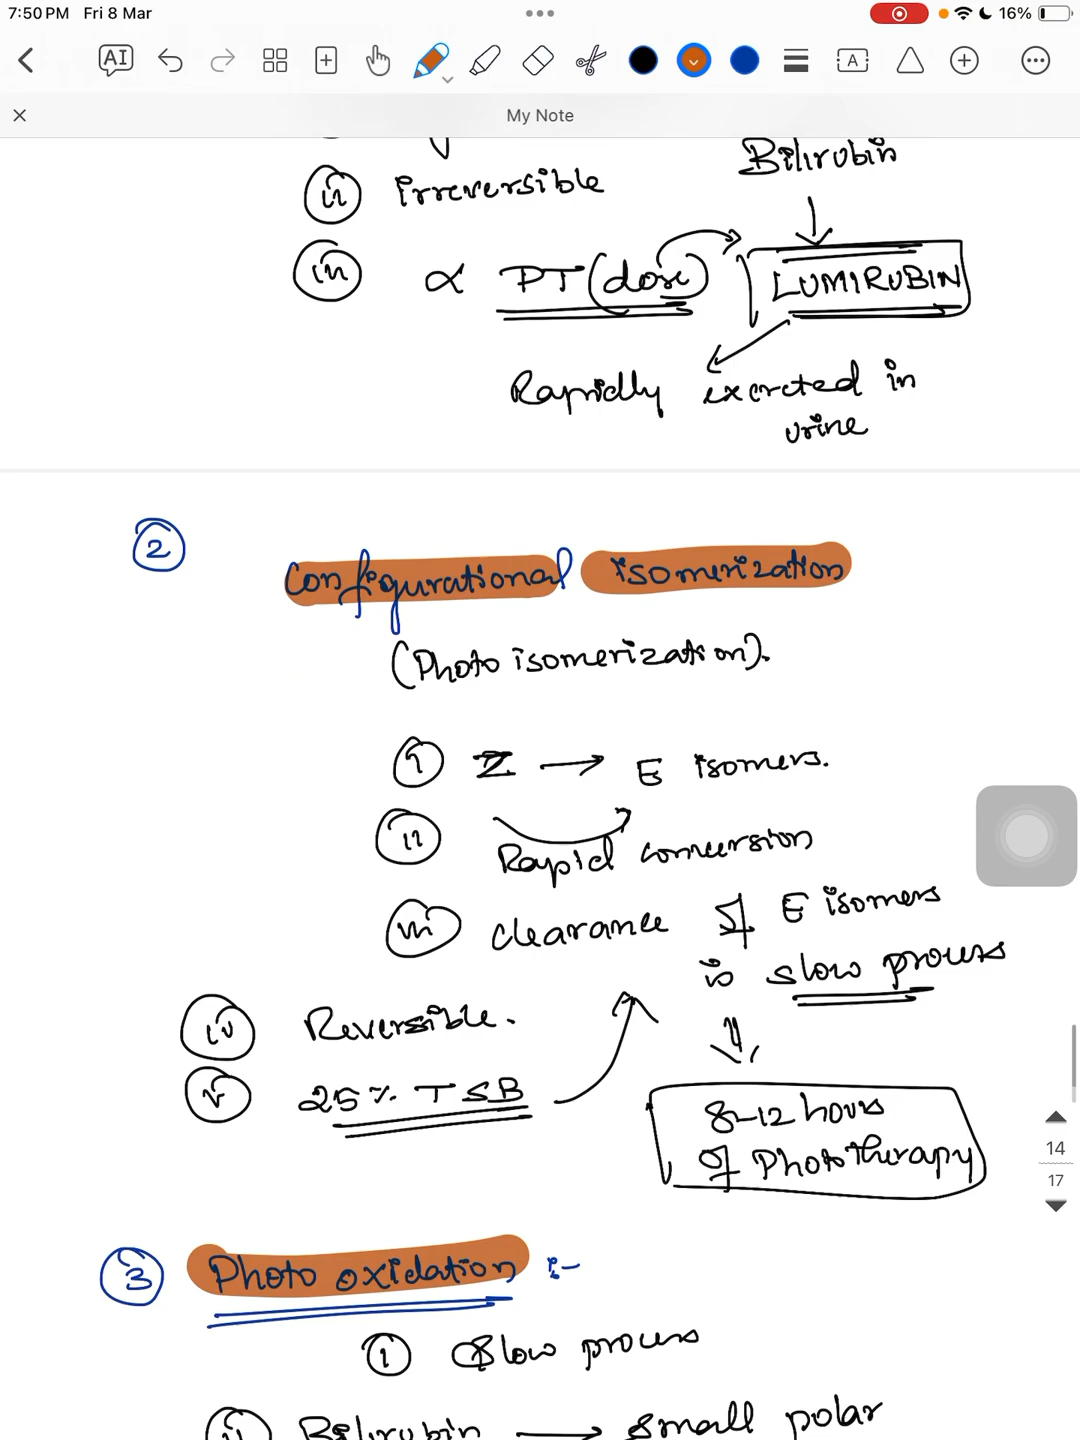 7:50 PM Fri 8 Mar
16%
AI
A
My Note
ii irreversible
Bilirubin
iii ∝ PT (dose)
LUMIRUBIN
Rapidly excreted in
urine
2
Configurational isomerization
(Photo isomerization).
i Z → E isomers.
ii Rapid conversion
iii clearance of E isomers
is slow process
iv Reversible.
v 25% TSB
8-12 hours
of Phototherapy
14
17
3 Photo oxidation :-
i Slow process
ii Bilirubin → small polar